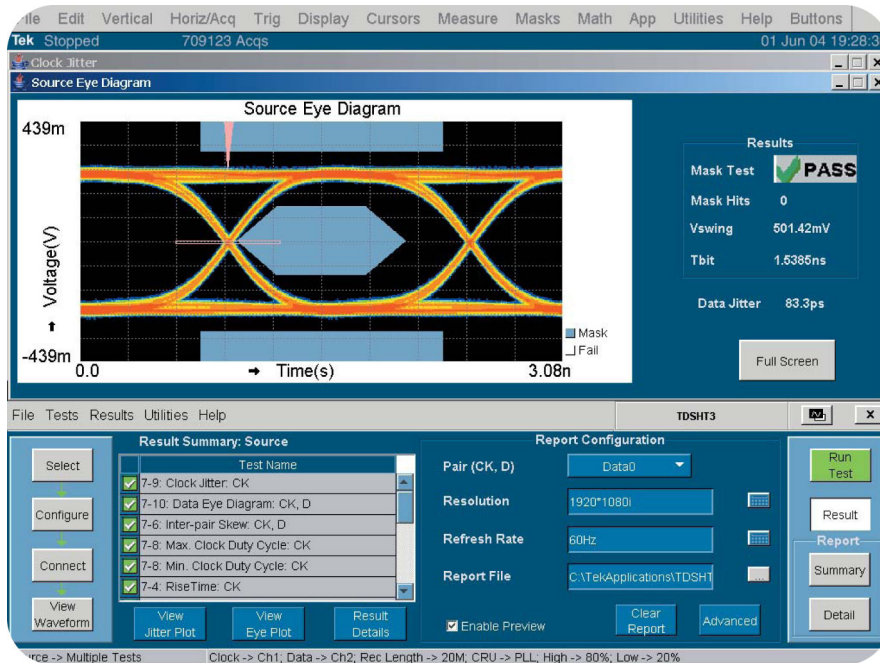 File Edit Vertical Horiz/Acq Trig Display Cursors Measure Masks Math App Utilities Help Buttons
Tek Stopped 709123 Acqs 01 Jun 04 19:28:3
Clock Jitter
Source Eye Diagram
Source Eye Diagram
439m
Voltage(V)
-439m
0.0
Time(s)
3.08n
Mask
Fail
Results
Mask Test PASS
Mask Hits 0
Vswing 501.42mV
Tbit 1.5385ns
Data Jitter 83.3ps
Full Screen
File Tests Results Utilities Help TDSHT3
Select
Configure
Connect
View
Waveform
Result Summary: Source
Test Name
7-9: Clock Jitter: CK
7-10: Data Eye Diagram: CK, D
7-6: Inter-pair Skew: CK, D
7-8: Max. Clock Duty Cycle: CK
7-8: Min. Clock Duty Cycle: CK
7-4: RiseTime: CK
View
Jitter Plot
View
Eye Plot
Result
Details
Report Configuration
Pair (CK, D) Data0
Resolution 1920*1080i
Refresh Rate 60Hz
Report File C:\TekApplications\TDSHT ...
Enable Preview
Clear
Report
Advanced
Run
Test
Result
Report
Summary
Detail
urce -> Multiple Tests Clock -> Ch1; Data -> Ch2; Rec Length -> 20M; CRU -> PLL; High -> 80%; Low -> 20%